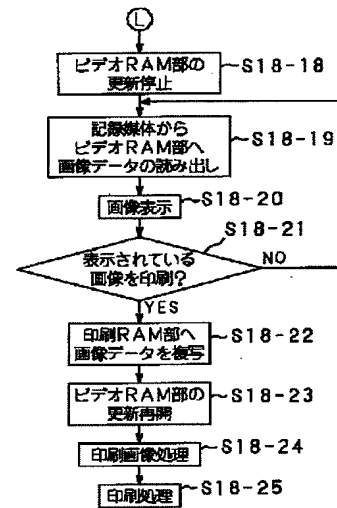 L
ビデオRAM部の
更新停止
S18-18
記録媒体から
ビデオRAM部へ
画像データの読み出し
S18-19
画像表示
S18-20
表示されている
画像を印刷?
S18-21
NO
YES
印刷RAM部へ
画像データを複写
S18-22
ビデオRAM部の
更新再開
S18-23
印刷画像処理
S18-24
印刷処理
S18-25